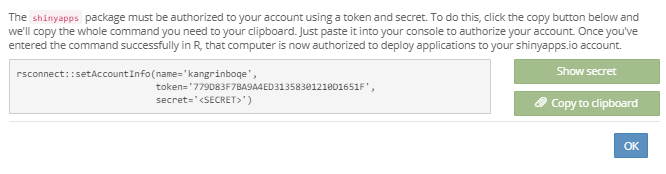 The shinyapps package must be authorized to your account using a token and secret. To do this, click the copy button below and
we'll copy the whole command you need to your clipboard. Just paste it into your console to authorize your account. Once you've
entered the command successfully in R, that computer is now authorized to deploy applications to your shinyapps.io account.
rsconnect::setAccountInfo(name='kangrinboqe',
token='779D83F7BA9A4ED31358301210D1651F',
secret='<SECRET>')
Show secret
Copy to clipboard
OK